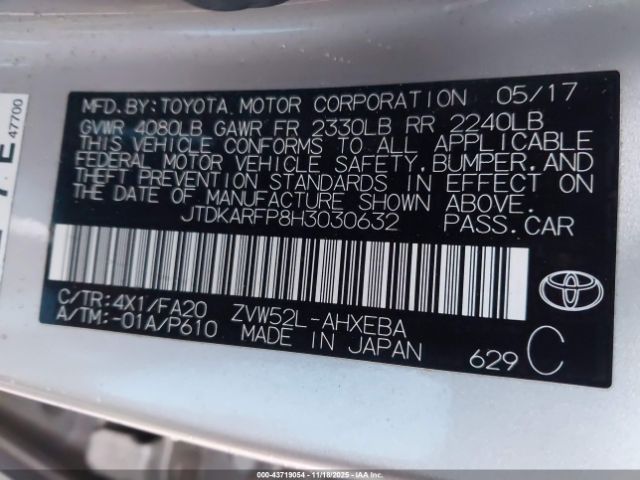 MFD.BY:TOYOTA MOTOR CORPORATION 05/17
GVWR 4080LB GAWR FR 2330LB RR 2240LB
THIS VEHICLE CONFORMS TO ALL APPLICABLE
FEDERAL MOTOR VEHICLE SAFETY,BUMPER,AND
THEFT PREVENTION STANDARDS IN EFFECT ON
THE DATE OF MANUFACTURE SHOWN ABOVE.
JTDKARFP8H3030632 PASS.CAR
C/TR:4X1/FA20 ZVW52L-AHXEBA
A/TM:-01A/P610 MADE IN JAPAN
629 C
TOYOTA
47700
000-43719054 - 11/18/2025 - IAAI.COM